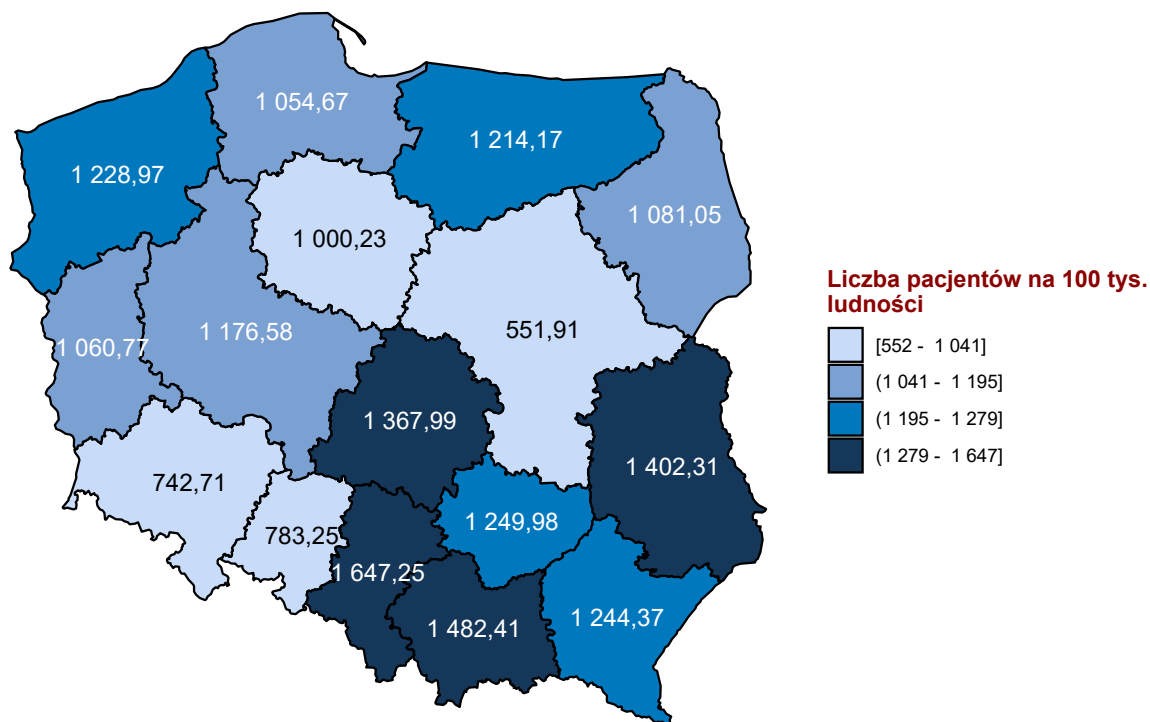 1 054,67
1 214,17
1 228,97
1 081,05
1 000,23
551,91
1 176,58
1 060,77
1 367,99
1 402,31
742,71
783,25
1 249,98
1 647,25
1 482,41
1 244,37
Liczba pacjentów na 100 tys.
ludności
[552 - 1 041]
(1 041 - 1 195]
(1 195 - 1 279]
(1 279 - 1 647]